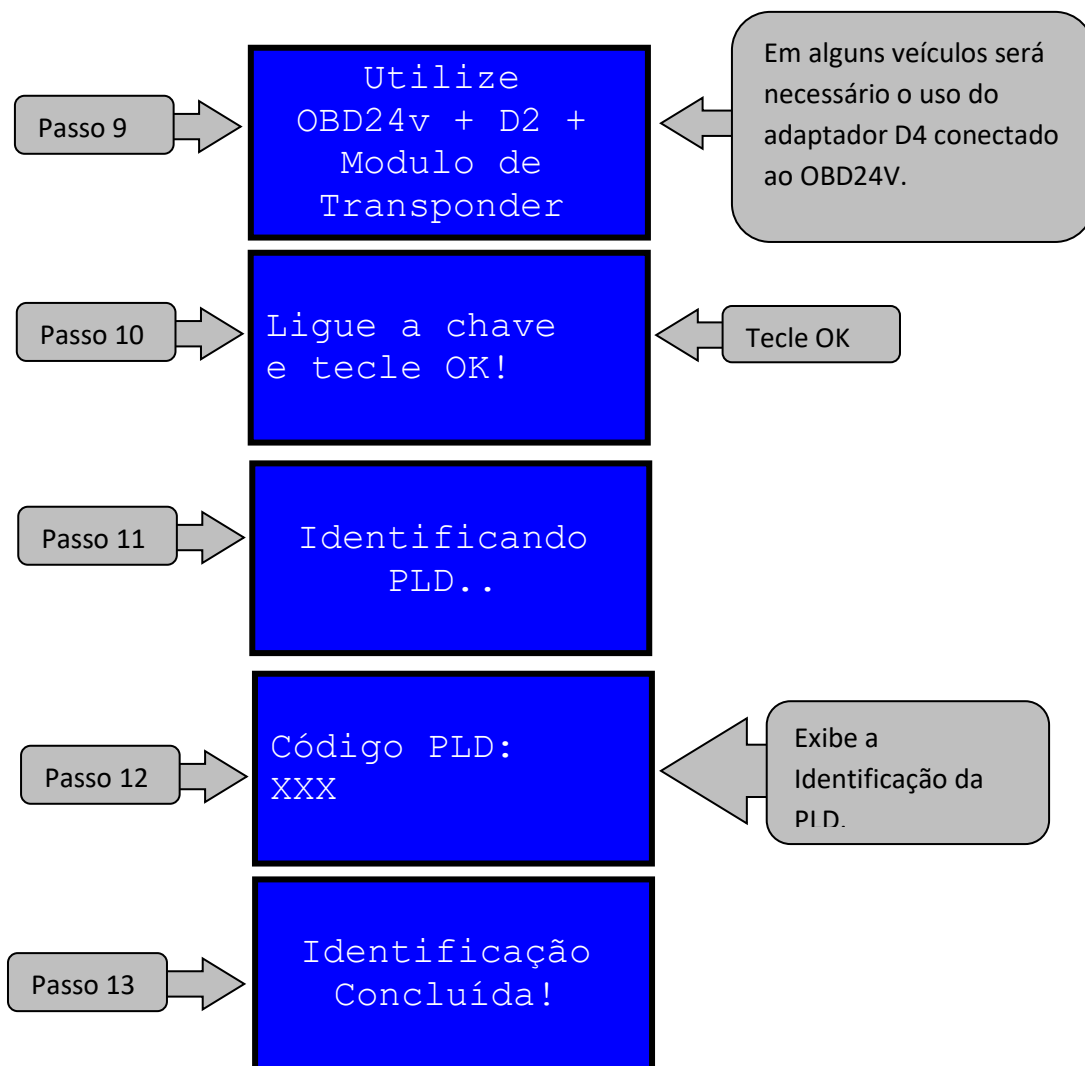 Passo 9
Utilize
OBD24v + D2 +
Modulo de
Transponder
Em alguns veículos será
necessário o uso do
adaptador D4 conectado
ao OBD24V.
Passo 10
Ligue a chave
e tecle OK!
Tecle OK
Passo 11
Identificando
PLD..
Passo 12
Código PLD:
XXX
Exibe a
Identificação da
PLD.
Passo 13
Identificação
Concluída!